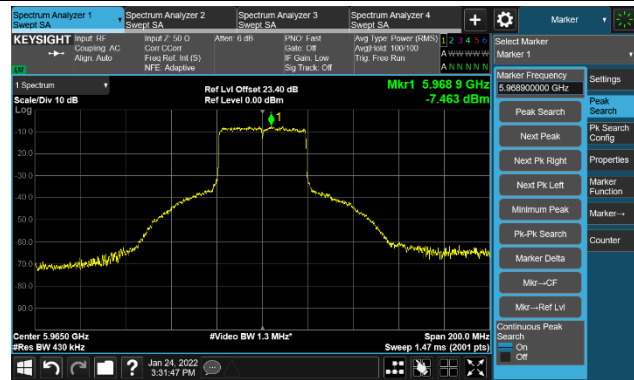 Spectrum Analyzer 1
Swept SA
Spectrum Analyzer 2
Swept SA
Spectrum Analyzer 3
Swept SA
Spectrum Analyzer 4
Swept SA
+
Marker
KEYSIGHT
Input: RF
Coupling: AC
Align: Auto
Input Z: 50 Ω
Corr CCorr
Freq Ref: Int (S)
NFE: Adaptive
Atten: 6 dB
PNO: Fast
Gate: Off
IF Gain: Low
Sig Track: Off
Avg Type: Power (RMS)
Avg|Hold: 100/100
Trig: Free Run
1 2 3 4 5 6
A W W W W W
A N N N N N
Select Marker
Marker 1
1 Spectrum
Scale/Div 10 dB
Log
Ref Lvl Offset 23.40 dB
Ref Level 0.00 dBm
Mkr1 5.968 9 GHz
-7.463 dBm
1
-10.0
-20.0
-30.0
-40.0
-50.0
-60.0
-70.0
-80.0
-90.0
Center 5.9650 GHz
#Res BW 430 kHz
#Video BW 1.3 MHz*
Span 200.0 MHz
Sweep 1.47 ms (2001 pts)
Marker Frequency
5.968900000 GHz
Peak Search
Next Peak
Next Pk Right
Next Pk Left
Minimum Peak
Pk-Pk Search
Marker Delta
Mkr→CF
Mkr→Ref Lvl
Continuous Peak
Search
On
Off
Settings
Peak
Search
Pk Search
Config
Properties
Marker
Function
Marker→
Counter
?
Jan 24, 2022
3:31:47 PM